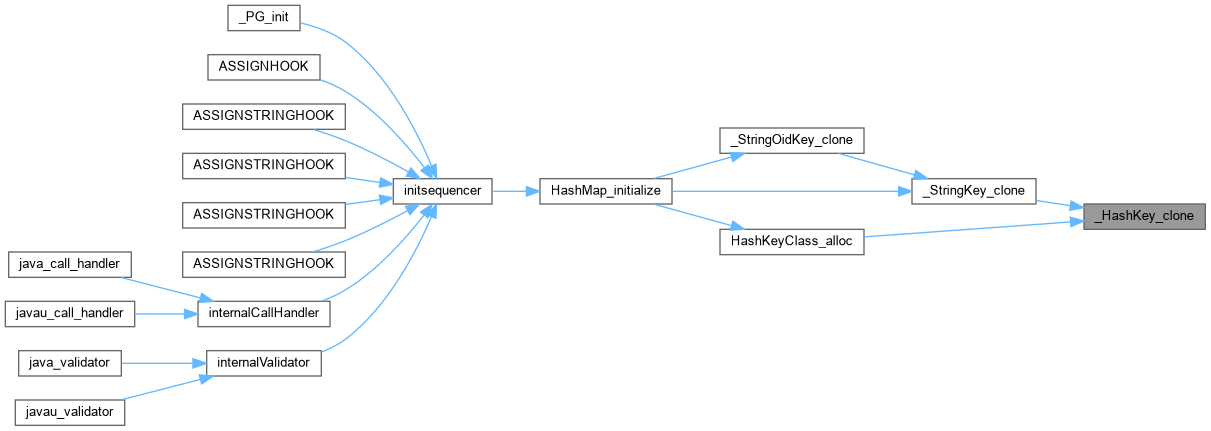 _PG_init
ASSIGNHOOK
ASSIGNSTRINGHOOK
ASSIGNSTRINGHOOK
ASSIGNSTRINGHOOK
ASSIGNSTRINGHOOK
java_call_handler
javau_call_handler
internalCallHandler
java_validator
internalValidator
javau_validator
initsequencer
HashMap_initialize
_StringOidKey_clone
_StringKey_clone
HashKeyClass_alloc
_HashKey_clone